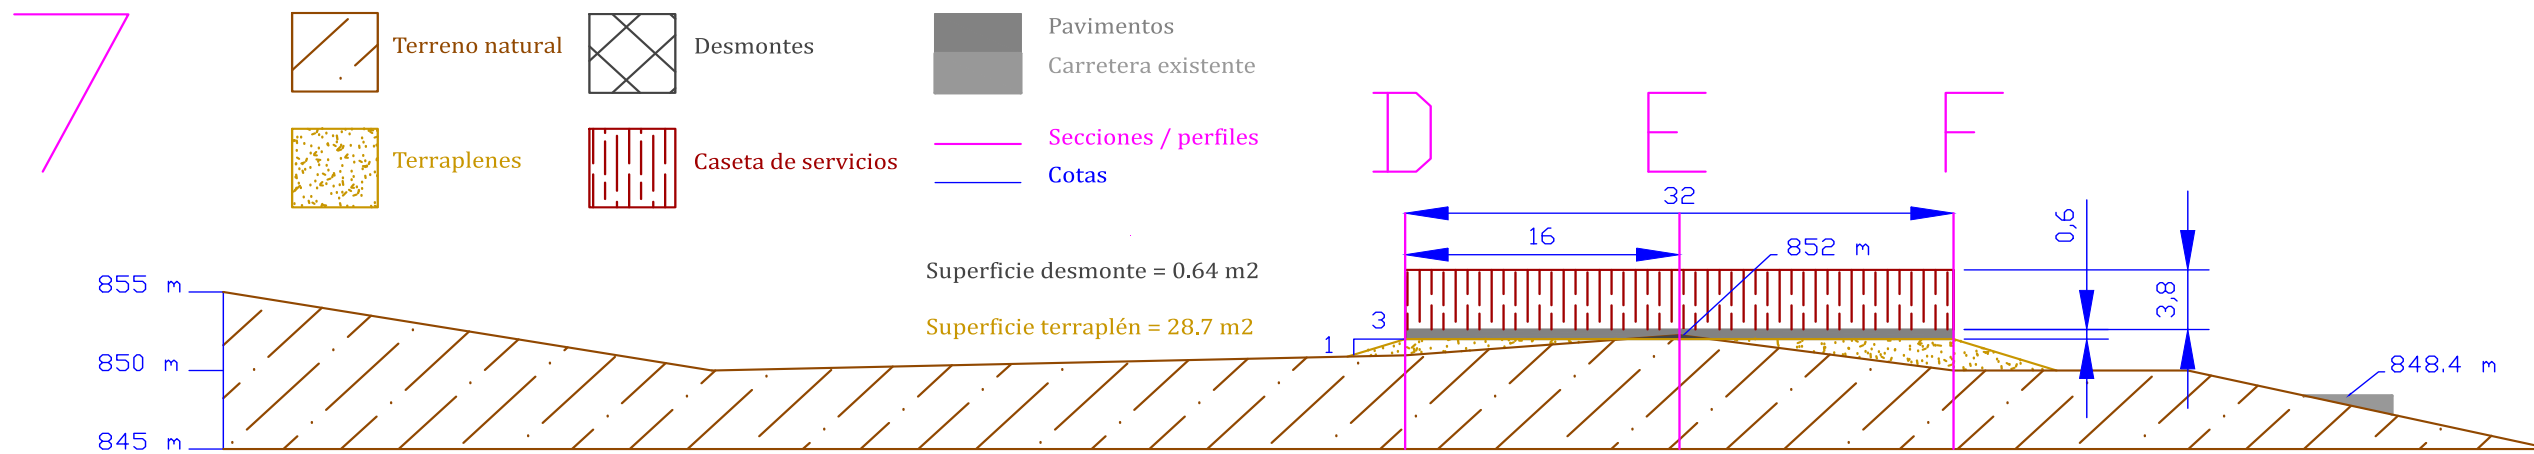 7
Terreno natural
Desmontes
Pavimentos
Carretera existente
Terraplenes
Caseta de servicios
Secciones / perfiles
Cotas
D E F
32
16
852 m
0,6
3,8
Superficie desmonte = 0.64 m2
Superficie terraplén = 28.7 m2
3
1
855 m
850 m
845 m
848.4 m